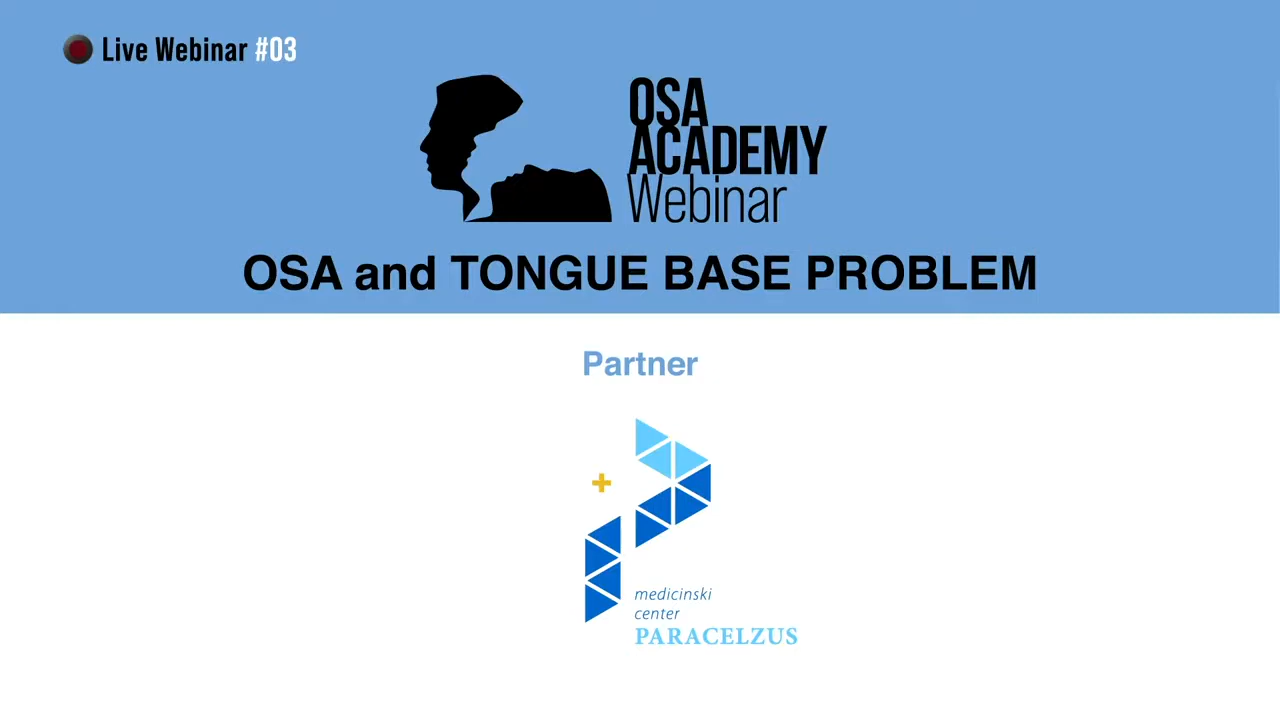 Live Webinar #03
OSA
ACADEMY
Webinar
OSA and TONGUE BASE PROBLEM
Partner
medicinski
center
PARACELZUS